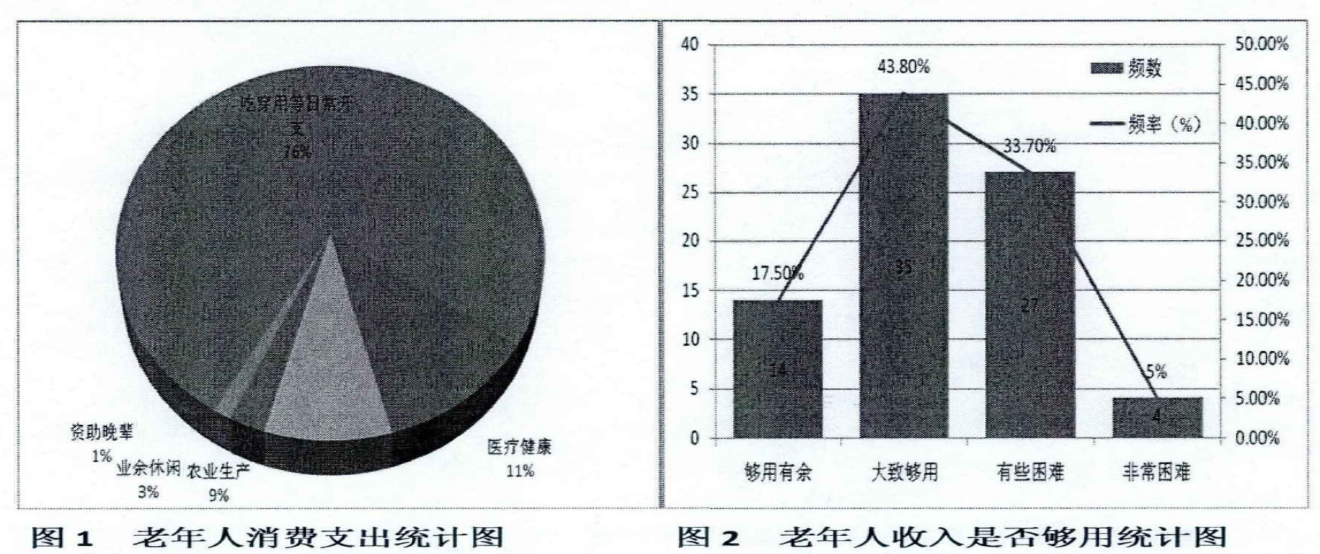 吃穿用等日常开
支
76%
资助晚辈
1%
业余休闲
3%
农业生产
9%
医疗健康
11%
图 1 老年人消费支出统计图
40
35
30
25
20
15
10
5
0
50.00%
45.00%
40.00%
35.00%
30.00%
25.00%
20.00%
15.00%
10.00%
5.00%
0.00%
频数
频率（%）
17.50%
43.80%
33.70%
5%
14
35
27
4
够用有余
大致够用
有些困难
非常困难
图 2 老年人收入是否够用统计图